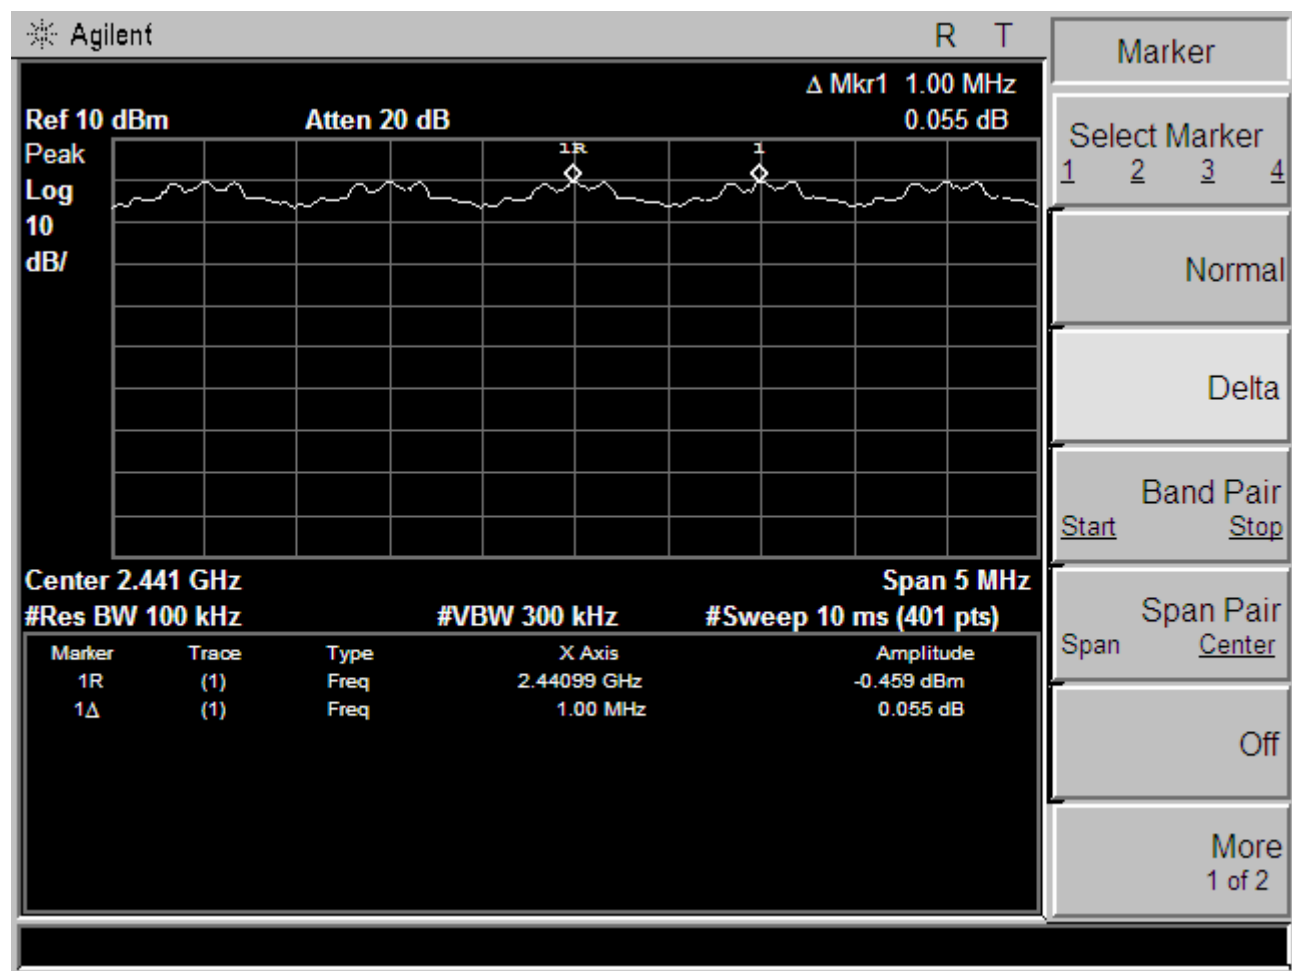 Agilent R T
Δ Mkr1 1.00 MHz
Ref 10 dBm Atten 20 dB 0.055 dB
Peak
Log
10
dB/
1R 1
Center 2.441 GHz Span 5 MHz
#Res BW 100 kHz #VBW 300 kHz #Sweep 10 ms (401 pts)
Marker Trace Type X Axis Amplitude
1R (1) Freq 2.44099 GHz -0.459 dBm
1Δ (1) Freq 1.00 MHz 0.055 dB
Marker
Select Marker
1 2 3 4
Normal
Delta
Band Pair
Start Stop
Span Pair
Span Center
Off
More
1 of 2